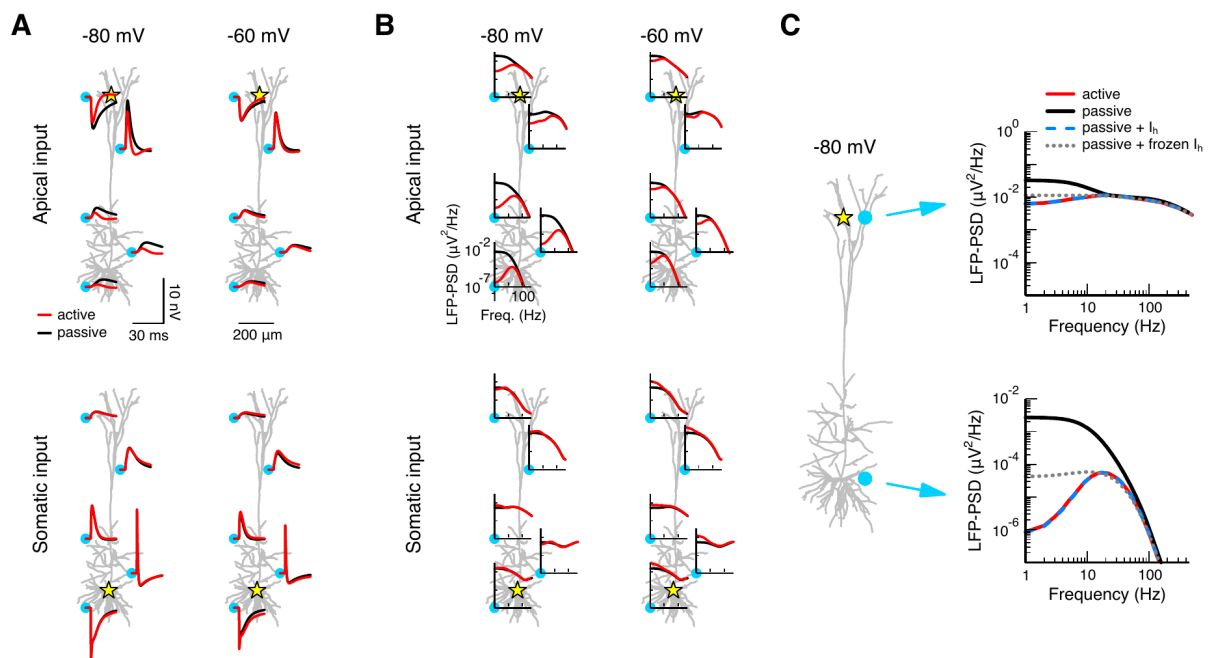 A
-80 mV
-60 mV
Apical input
10 nV
active
passive
30 ms
200 µm
Somatic input
B
-80 mV
-60 mV
Apical input
LFP-PSD (µV²/Hz)
10⁻²
10⁻⁷
1
100
Freq. (Hz)
Somatic input
C
active
passive
passive + Iₕ
passive + frozen Iₕ
-80 mV
LFP-PSD (µV²/Hz)
10⁰
10⁻²
10⁻⁴
1
10
100
Frequency (Hz)
LFP-PSD (µV²/Hz)
10⁻²
10⁻⁴
10⁻⁶
1
10
100
Frequency (Hz)